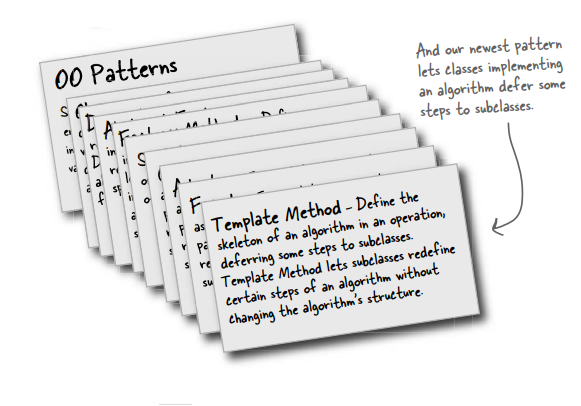 OO Patterns
And our newest pattern
lets classes implementing
an algorithm defer some
steps to subclasses.
Template Method - Define the
skeleton of an algorithm in an operation,
deferring some steps to subclasses.
Template Method lets subclasses redefine
certain steps of an algorithm without
changing the algorithm's structure.